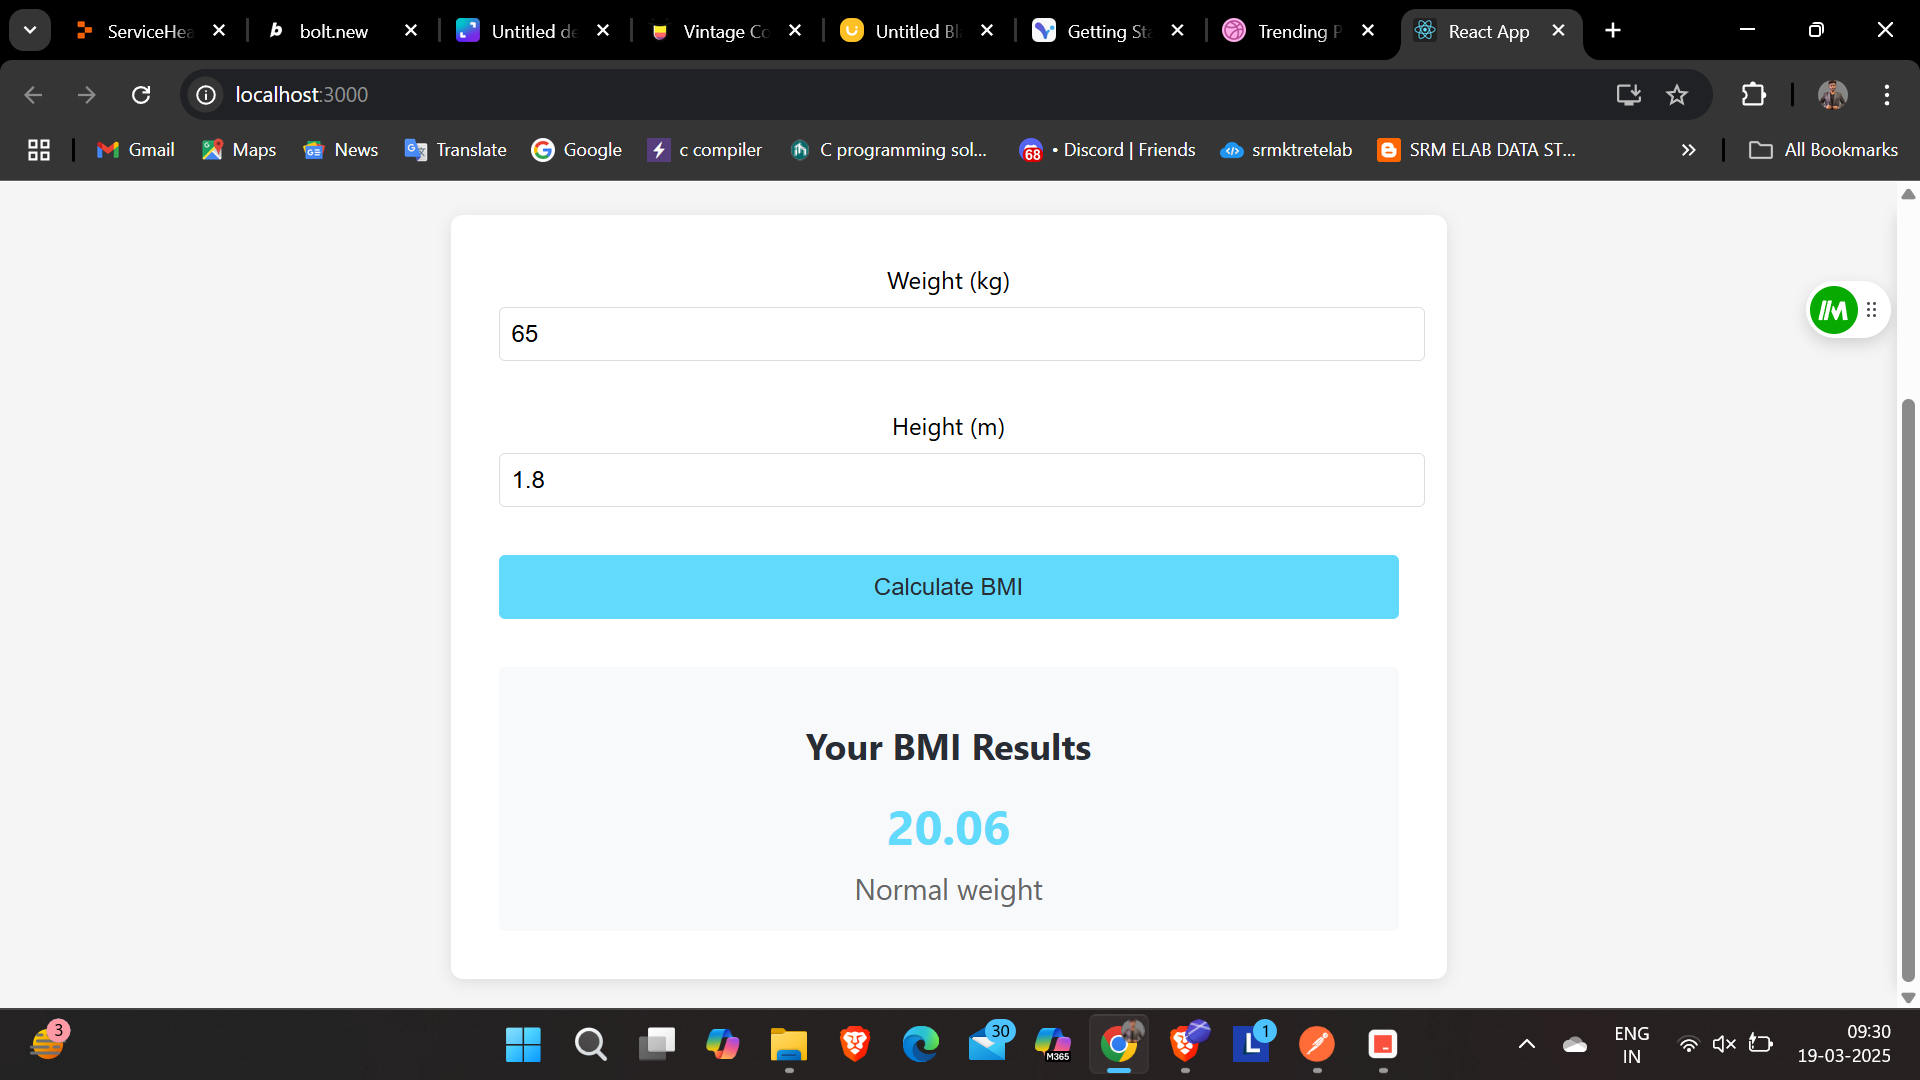 ServiceHea
bolt.new
Untitled de
Vintage Co
Untitled Bl
Getting Sta
Trending P
React App
localhost:3000
Gmail
Maps
News
Translate
Google
c compiler
C programming sol...
68
• Discord | Friends
srmktretelab
SRM ELAB DATA ST...
All Bookmarks
Weight (kg)
65
Height (m)
1.8
Calculate BMI
Your BMI Results
20.06
Normal weight
3
30
M365
L
1
ENG
IN
09:30
19-03-2025